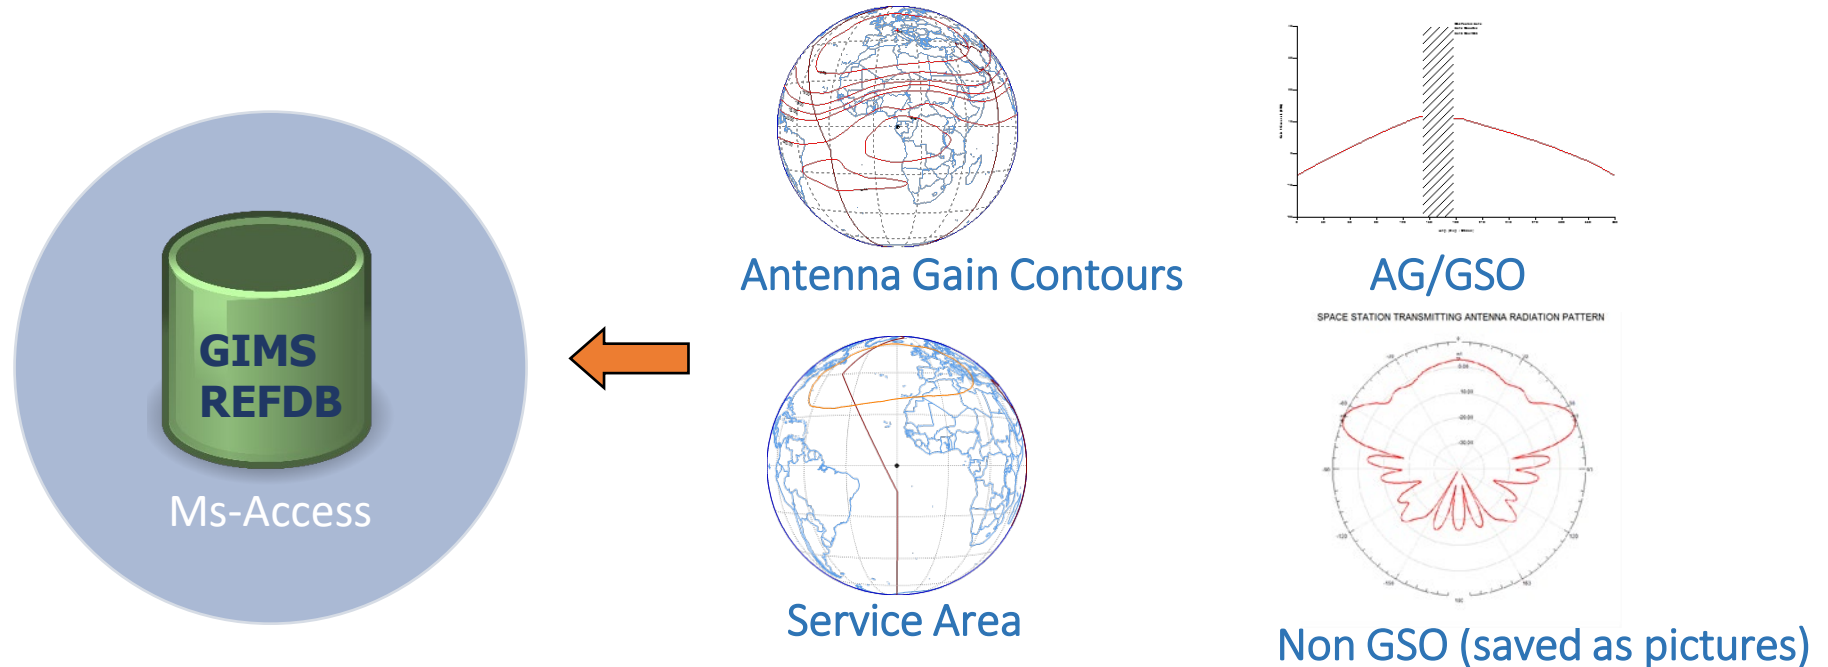 GIMS
REFDB
Ms-Access
Antenna Gain Contours
AG/GSO
Service Area
SPACE STATION TRANSMITTING ANTENNA RADIATION PATTERN
Non GSO (saved as pictures)